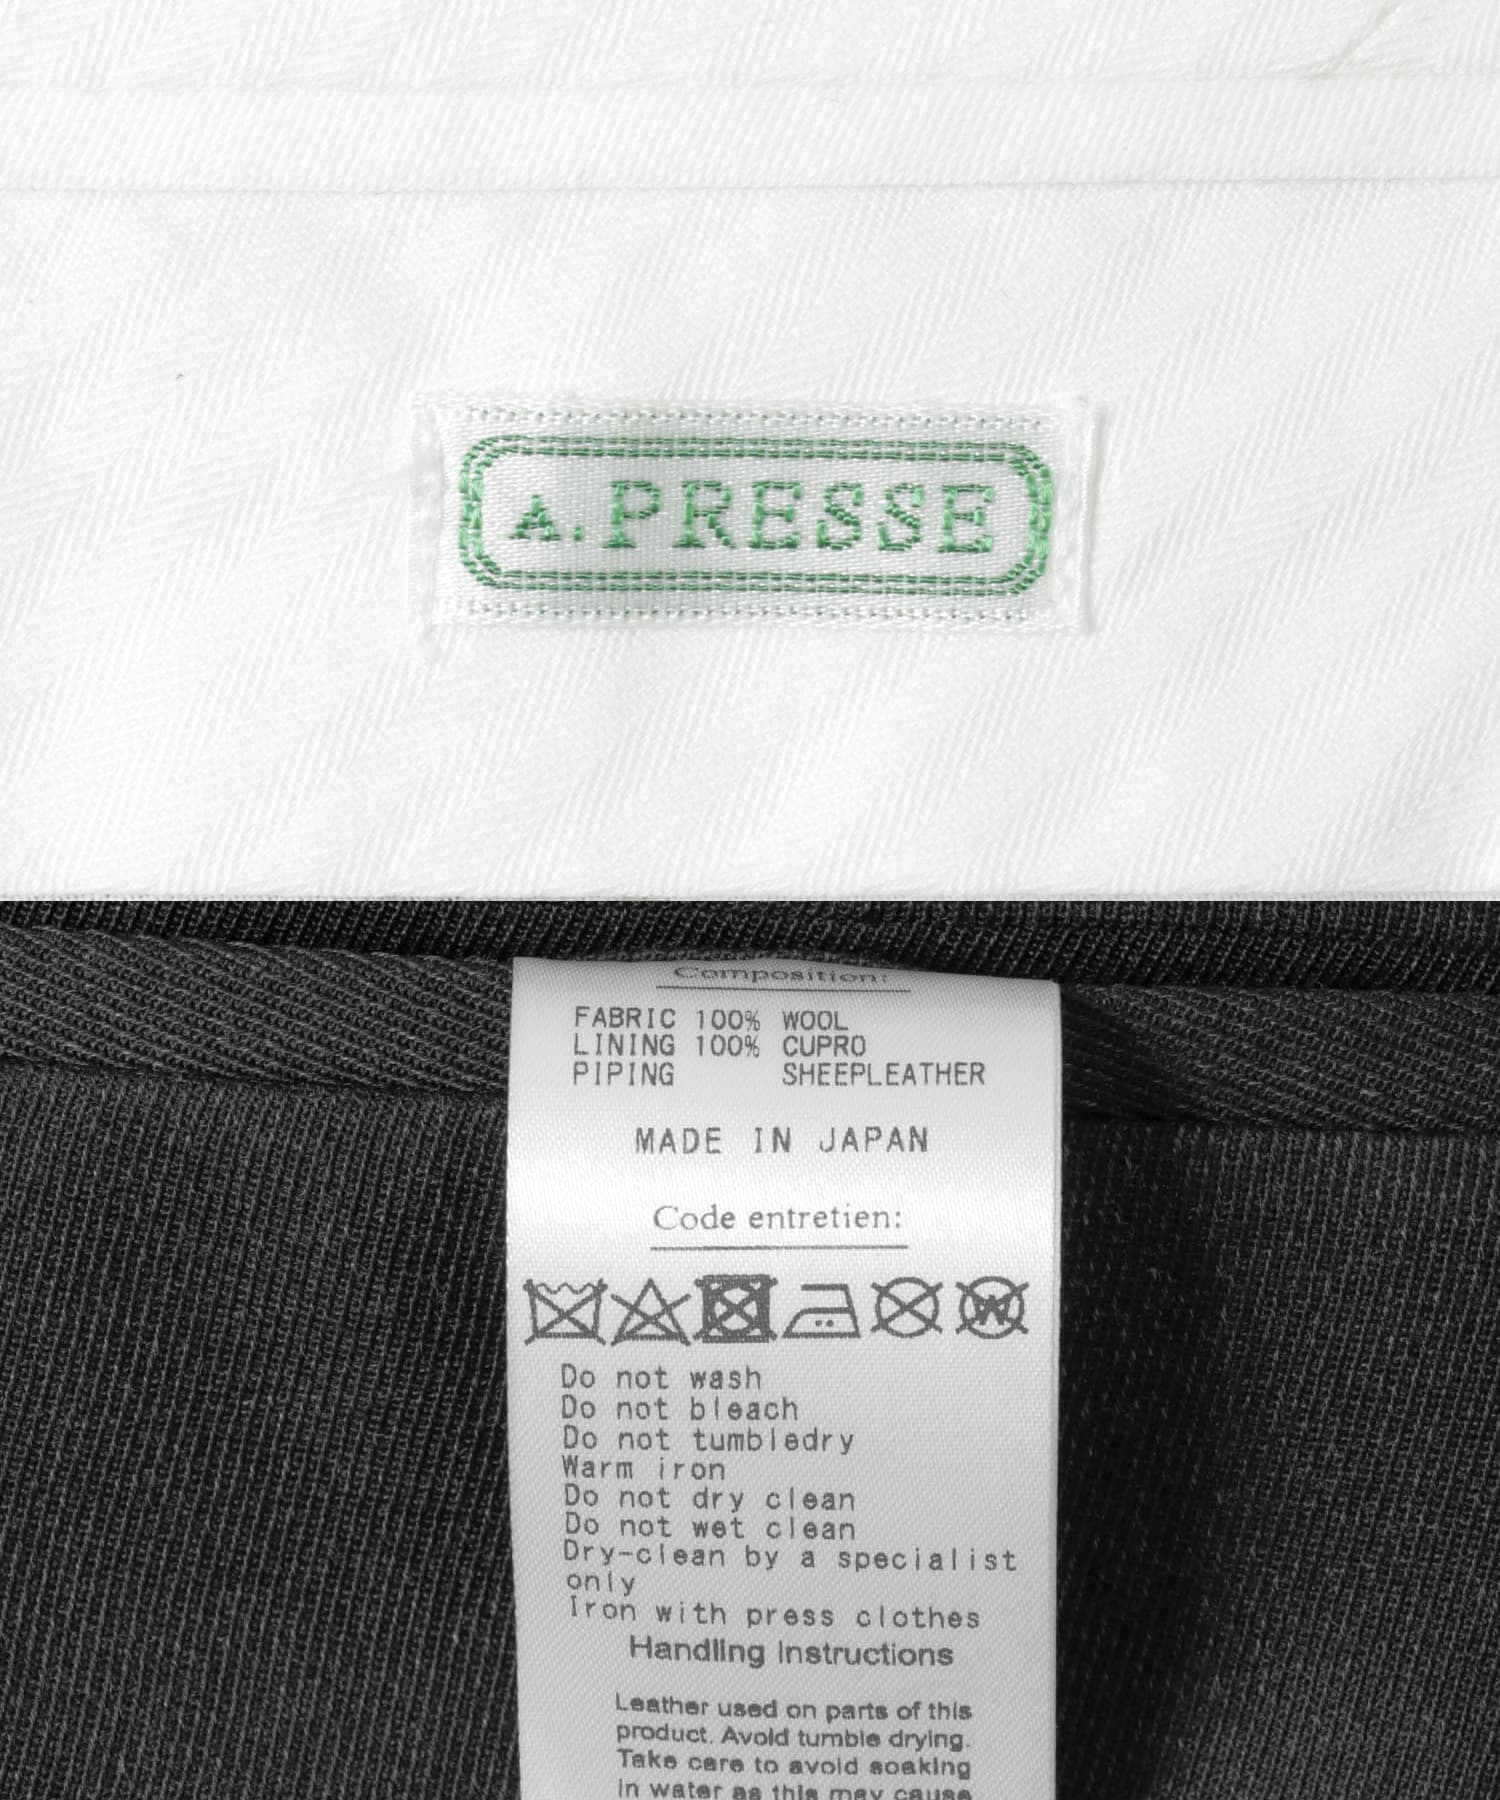 A.PRESSE
Composition:
FABRIC 100% WOOL
LINING 100% CUPRO
PIPING SHEEPLEATHER
MADE IN JAPAN
Code entretien:
W
Do not wash
Do not bleach
Do not tumbledry
Warm iron
Do not dry clean
Do not wet clean
Dry-clean by a specialist
only
Iron with press clothes
Handling Instructions
Leather used on parts of this
product. Avoid tumble drying.
Take care to avoid soaking
in water as this may cause